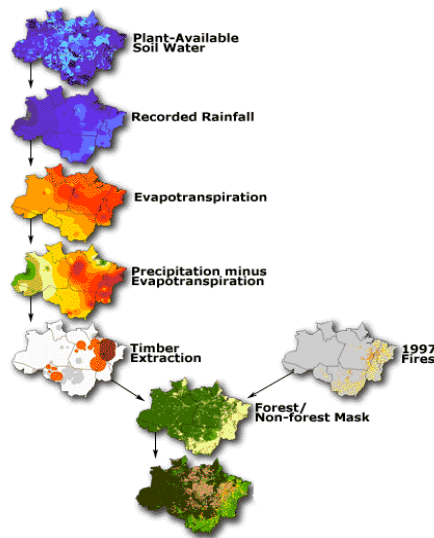 Plant-Available
Soil Water
Recorded Rainfall
Evapotranspiration
Precipitation minus
Evapotranspiration
Timber
Extraction
1997
Fires
Forest/
Non-forest Mask